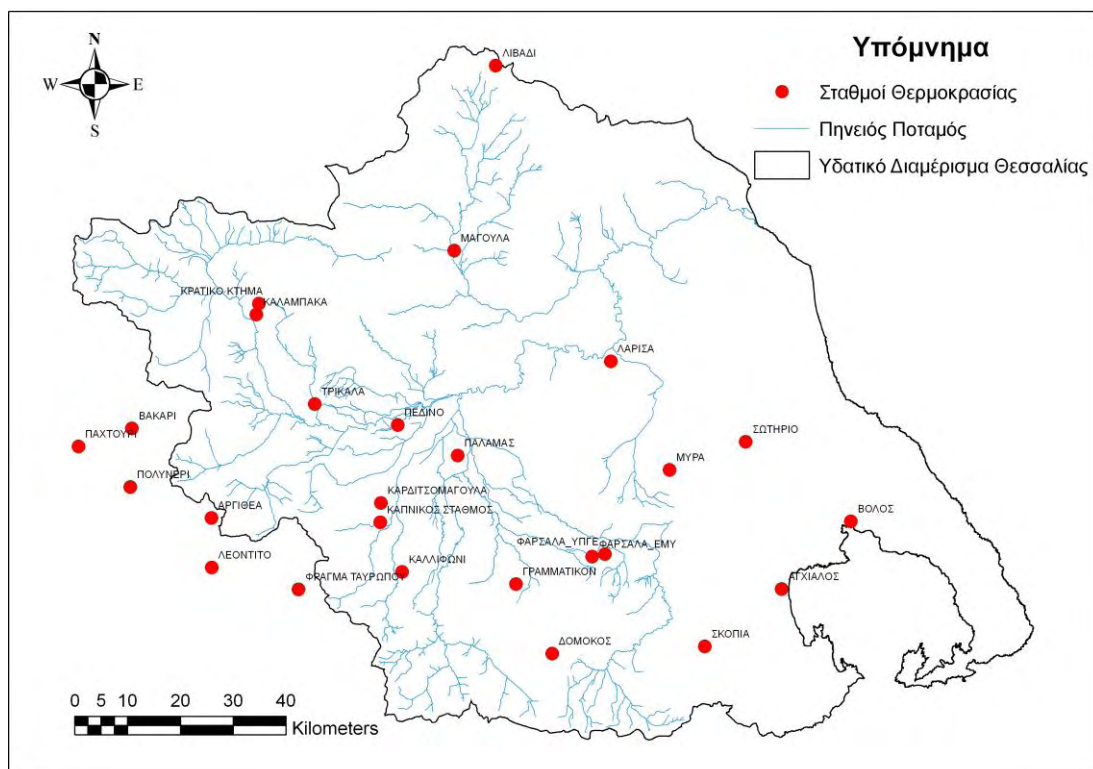 N
W E
S
Υπόμνημα
Σταθμοί Θερμοκρασίας
Πηνειός Ποταμός
Υδατικό Διαμέρισμα Θεσσαλίας
ΛΙΒΑΔΙ
ΜΑΓΟΥΛΑ
ΚΡΑΤΙΚΟ ΚΤΗΜΑ
ΚΑΛΑΜΠΑΚΑ
ΛΑΡΙΣΑ
ΤΡΙΚΑΛΑ
ΠΕΔΙΝΟ
ΒΑΚΑΡΙ
ΠΑΧΤΟΥΡΙ
ΣΩΤΗΡΙΟ
ΠΑΛΑΜΑΣ
ΜΥΡΑ
ΠΟΛΥΝΕΡΙ
ΚΑΡΔΙΤΣΟΜΑΓΟΥΛΑ
ΚΑΠΝΙΚΟΣ ΣΤΑΘΜΟΣ
ΑΡΓΙΘΕΑ
ΒΟΛΟΣ
ΦΑΡΣΑΛΑ_ΥΠΓΕ
ΦΑΡΣΑΛΑ_ΕΜΥ
ΛΕΟΝΤΙΤΟ
ΚΑΛΛΙΦΩΝΙ
ΦΡΑΓΜΑ ΤΑΥΡΩΠΟΥ
ΓΡΑΜΜΑΤΙΚΟΝ
ΑΓΧΙΑΛΟΣ
ΔΟΜΟΚΟΣ
ΣΚΟΠΙΑ
0 5 10 20 30 40
Kilometers